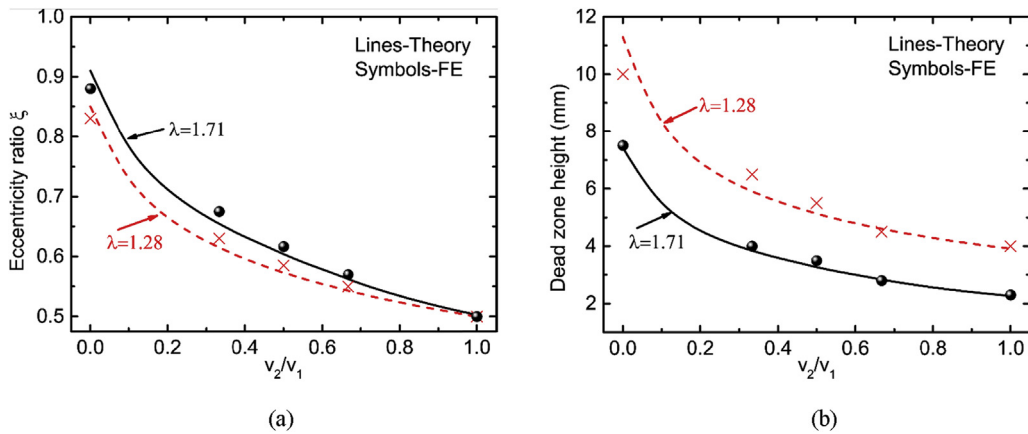 Lines-Theory
Symbols-FE
λ=1.71
λ=1.28
Eccentricity ratio ξ
1.0
0.9
0.8
0.7
0.6
0.5
0.0 0.2 0.4 0.6 0.8 1.0
v₂/v₁
(a)
Lines-Theory
Symbols-FE
λ=1.28
λ=1.71
Dead zone height (mm)
12
10
8
6
4
2
0.0 0.2 0.4 0.6 0.8 1.0
v₂/v₁
(b)